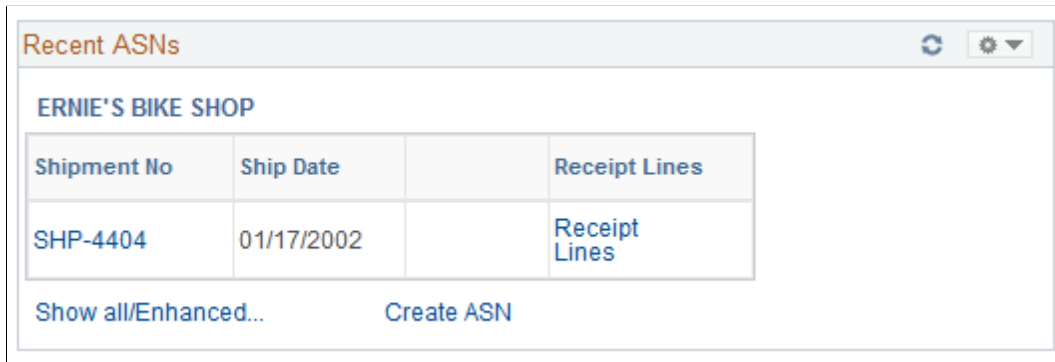 Recent ASNs
ERNIE'S BIKE SHOP
Shipment No Ship Date Receipt Lines
SHP-4404 01/17/2002 Receipt
Lines
Show all/Enhanced... Create ASN